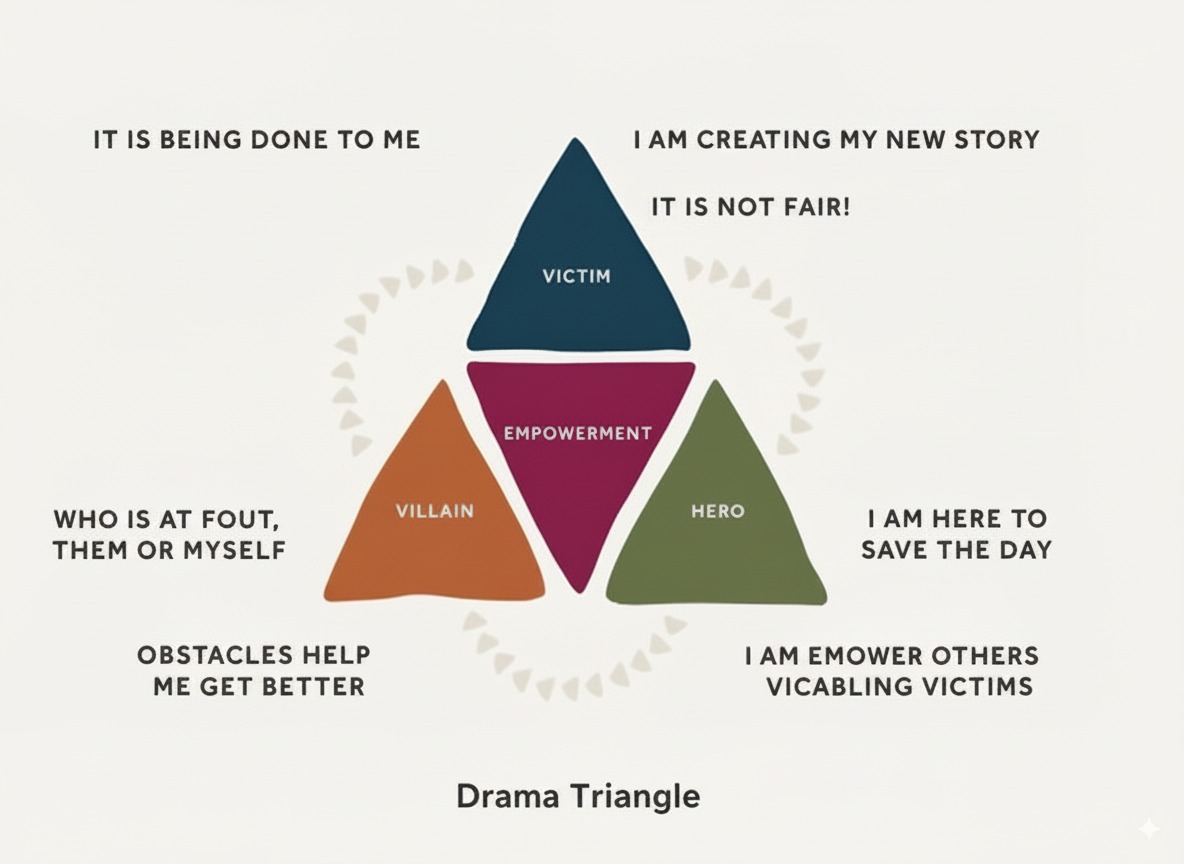 IT IS BEING DONE TO ME
I AM CREATING MY NEW STORY
IT IS NOT FAIR!
VICTIM
EMPOWERMENT
VILLAIN
HERO
WHO IS AT FOUT,
THEM OR MYSELF
I AM HERE TO
SAVE THE DAY
OBSTACLES HELP
ME GET BETTER
I AM EMOWER OTHERS
VICABLING VICTIMS
Drama Triangle